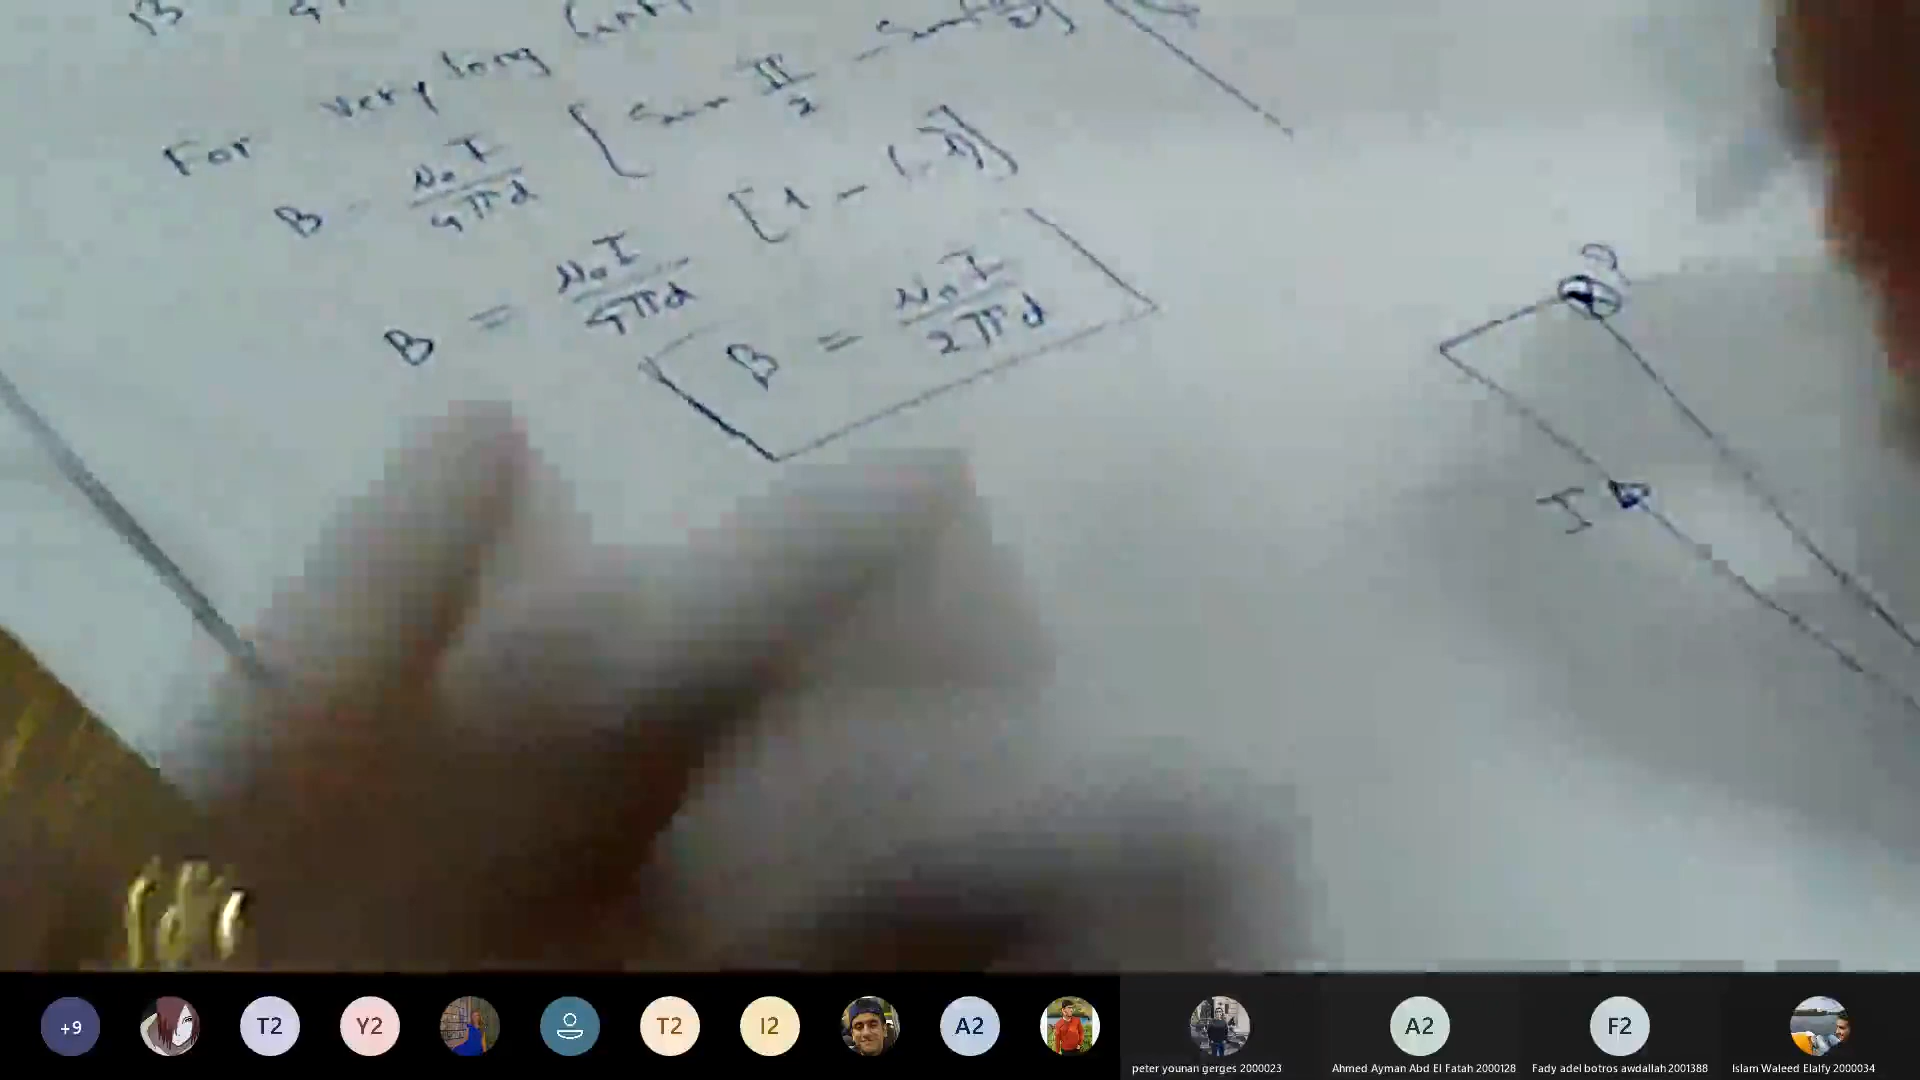 B
For very long
B = μ₀I/4πd [Sin π/2 - Sin(
B = μ₀I/4πd [1 - (-1)]
B = μ₀I/2πd
I
+9
T2
Y2
T2
I2
A2
A2
F2
peter younan gerges 2000023
Ahmed Ayman Abd El Fatah 2000128
Fady adel botros awdallah 2001388
Islam Waleed Elalfy 2000034